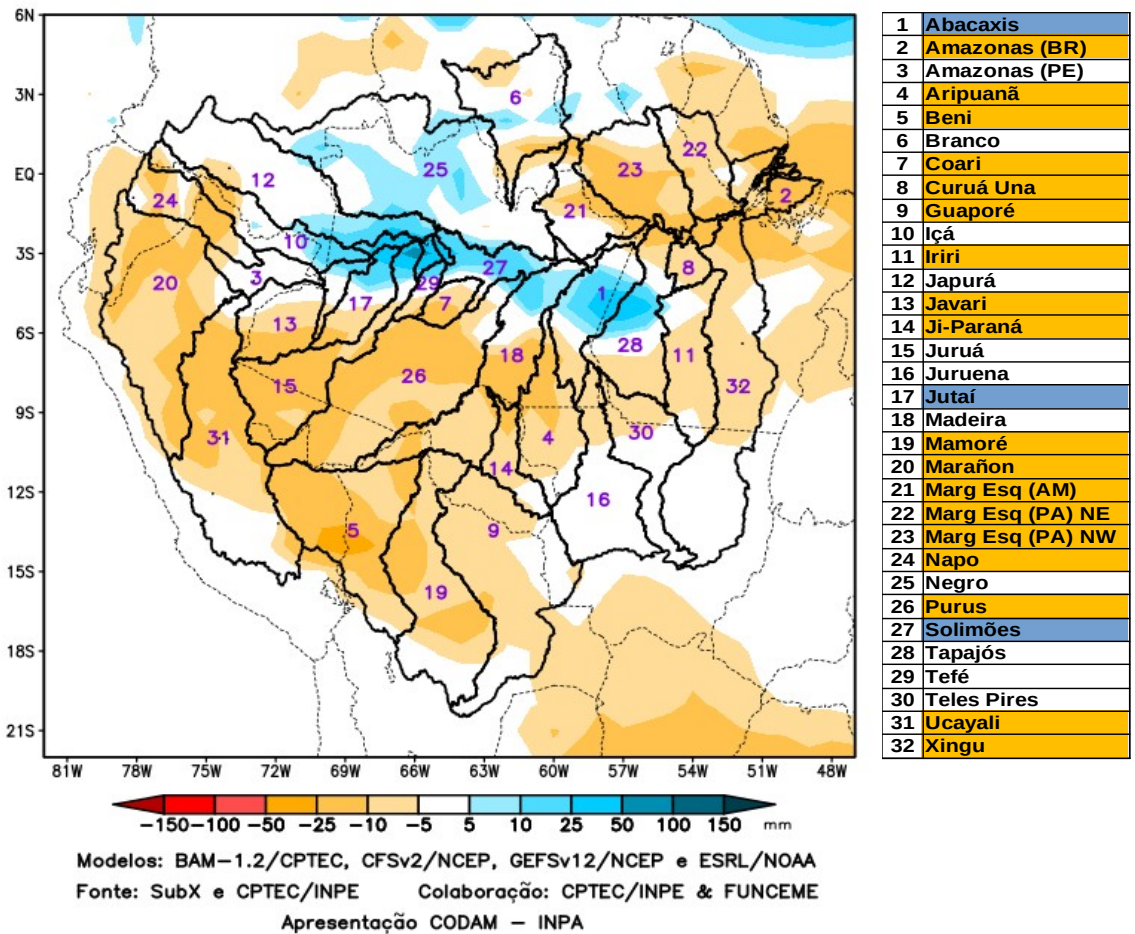 6N
3N
EQ
3S
6S
9S
12S
15S
18S
21S
81W 78W 75W 72W 69W 66W 63W 60W 57W 54W 51W 48W
6
25
12
22
23
24
2
21
10
27
3
20
29
8
17
7
1
13
28
18
11
15
26
32
31
4
30
14
16
5
9
19
-150 -100 -50 -25 -10 -5 5 10 25 50 100 150 mm
Modelos: BAM-1.2/CPTEC, CFSv2/NCEP, GEFSv12/NCEP e ESRL/NOAA
Fonte: SubX e CPTEC/INPE Colaboração: CPTEC/INPE & FUNCEME
Apresentação CODAM – INPA
1 Abacaxis
2 Amazonas (BR)
3 Amazonas (PE)
4 Aripuanã
5 Beni
6 Branco
7 Coari
8 Curuá Una
9 Guaporé
10 Içá
11 Iriri
12 Japurá
13 Javari
14 Ji-Paraná
15 Juruá
16 Juruena
17 Jutaí
18 Madeira
19 Mamoré
20 Marañon
21 Marg Esq (AM)
22 Marg Esq (PA) NE
23 Marg Esq (PA) NW
24 Napo
25 Negro
26 Purus
27 Solimões
28 Tapajós
29 Tefé
30 Teles Pires
31 Ucayali
32 Xingu